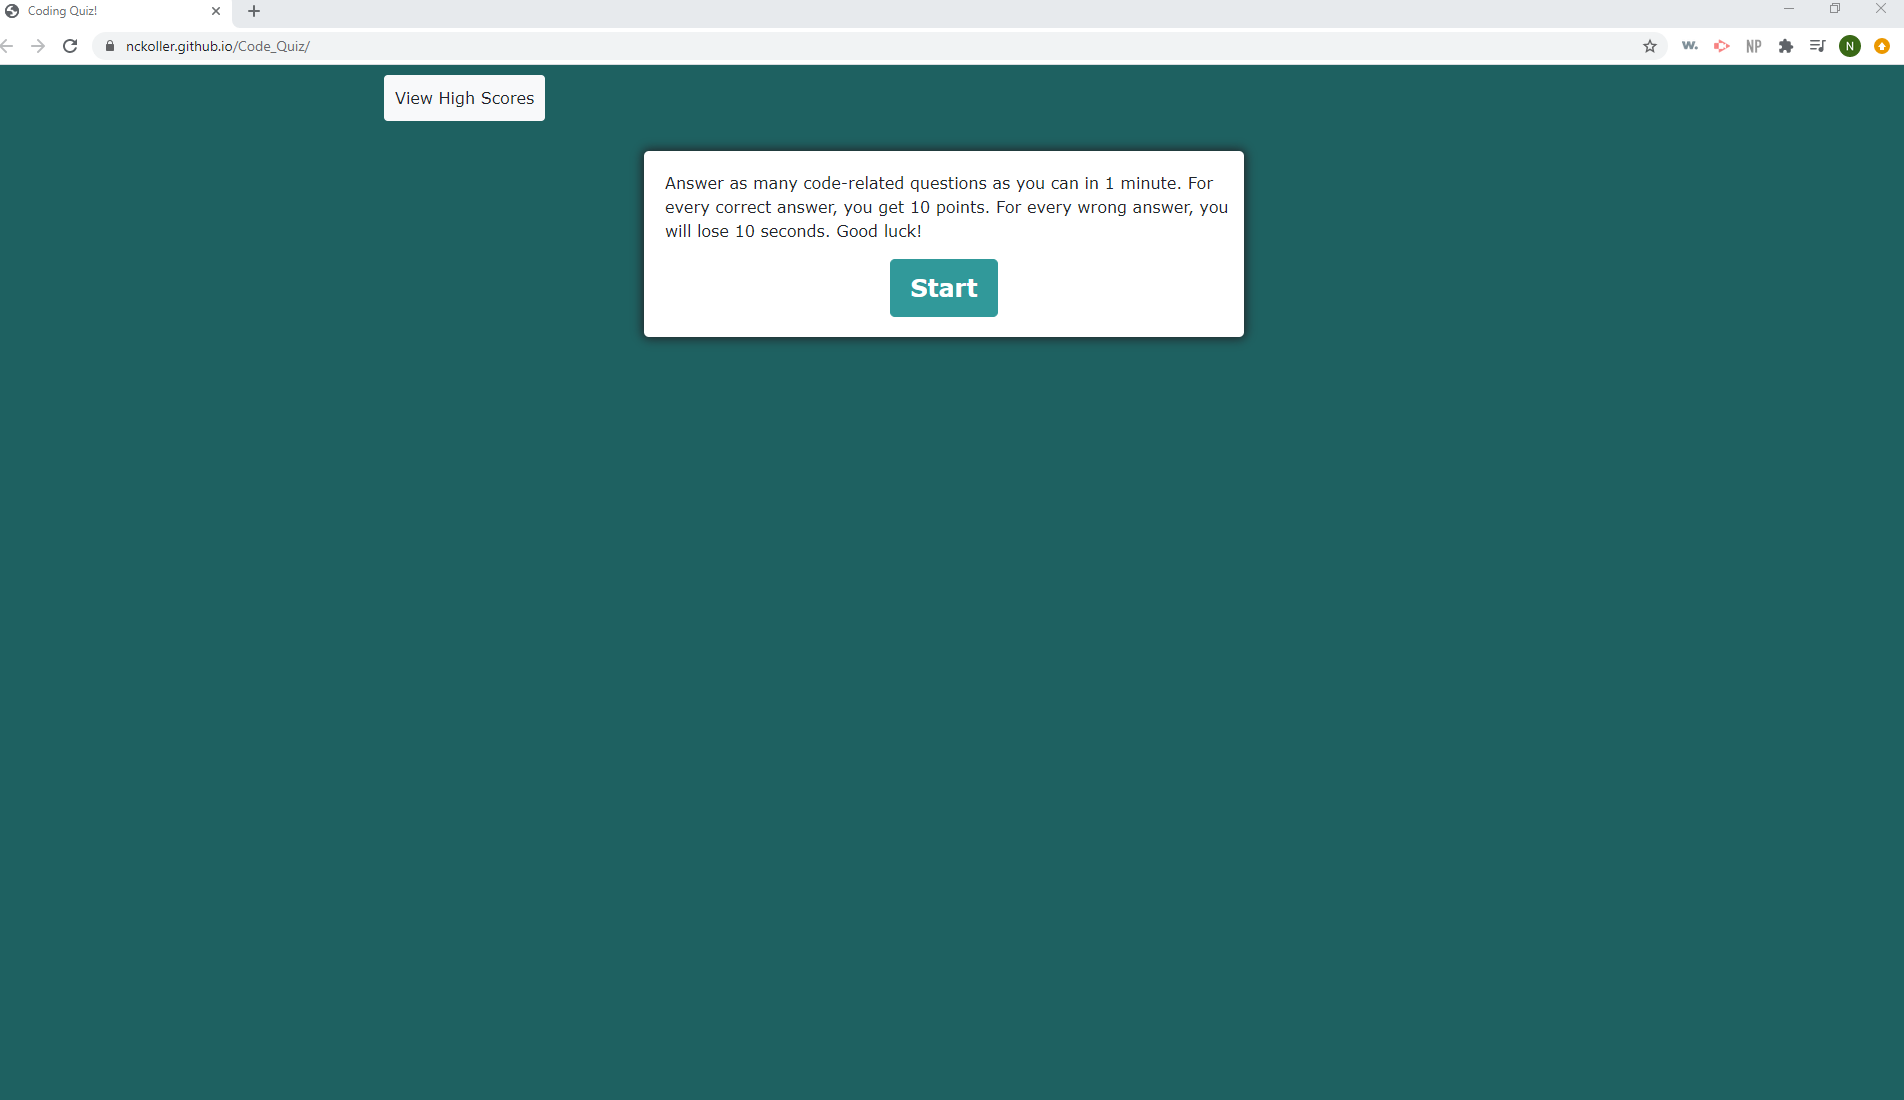 Coding Quiz!
nckoller.github.io/Code_Quiz/
w.
NP
N
View High Scores
Answer as many code-related questions as you can in 1 minute. For
every correct answer, you get 10 points. For every wrong answer, you
will lose 10 seconds. Good luck!
Start